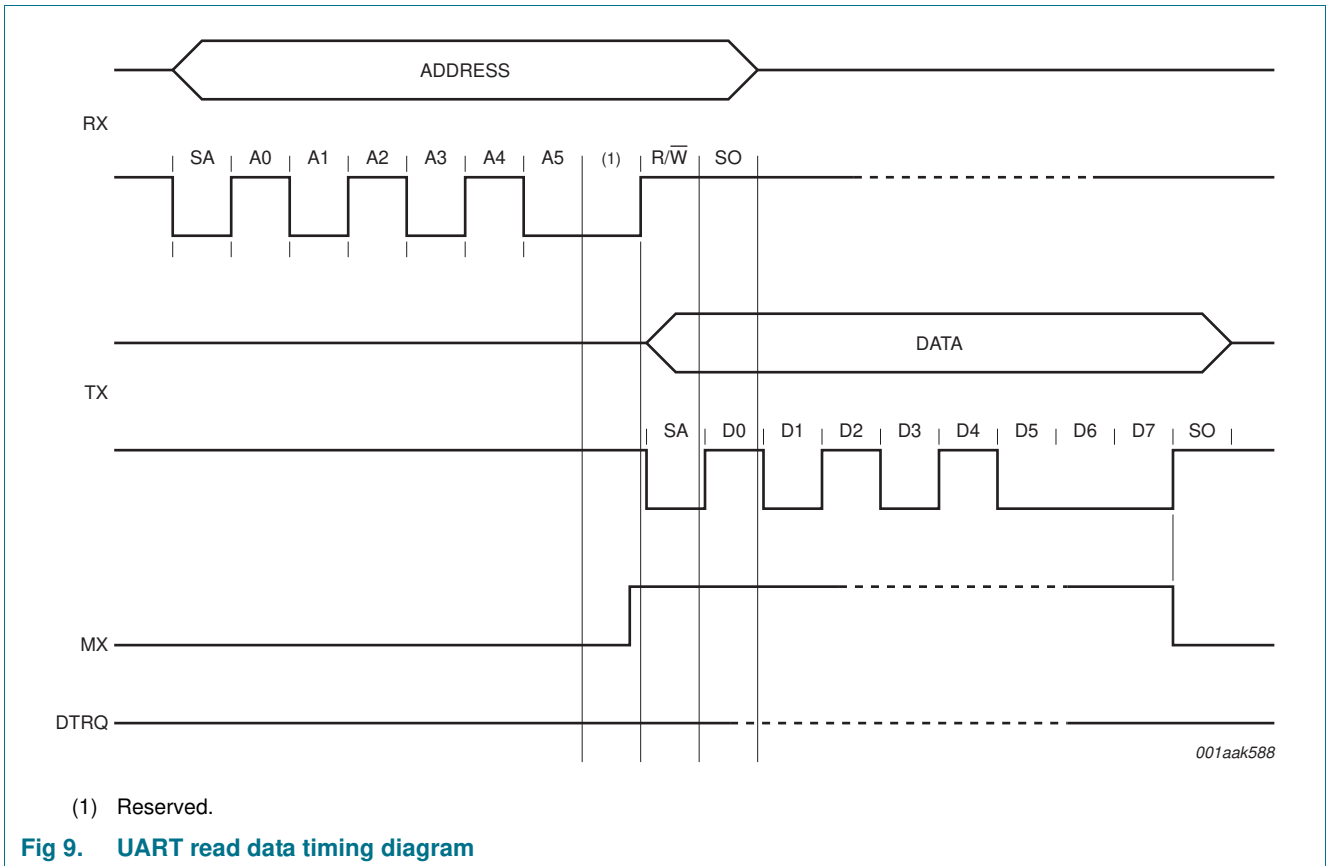 ADDRESS
RX
SA A0 A1 A2 A3 A4 A5 (1) R/W̅ SO
DATA
TX
SA D0 D1 D2 D3 D4 D5 D6 D7 SO
MX
DTRQ
001aak588
(1) Reserved.
Fig 9. UART read data timing diagram